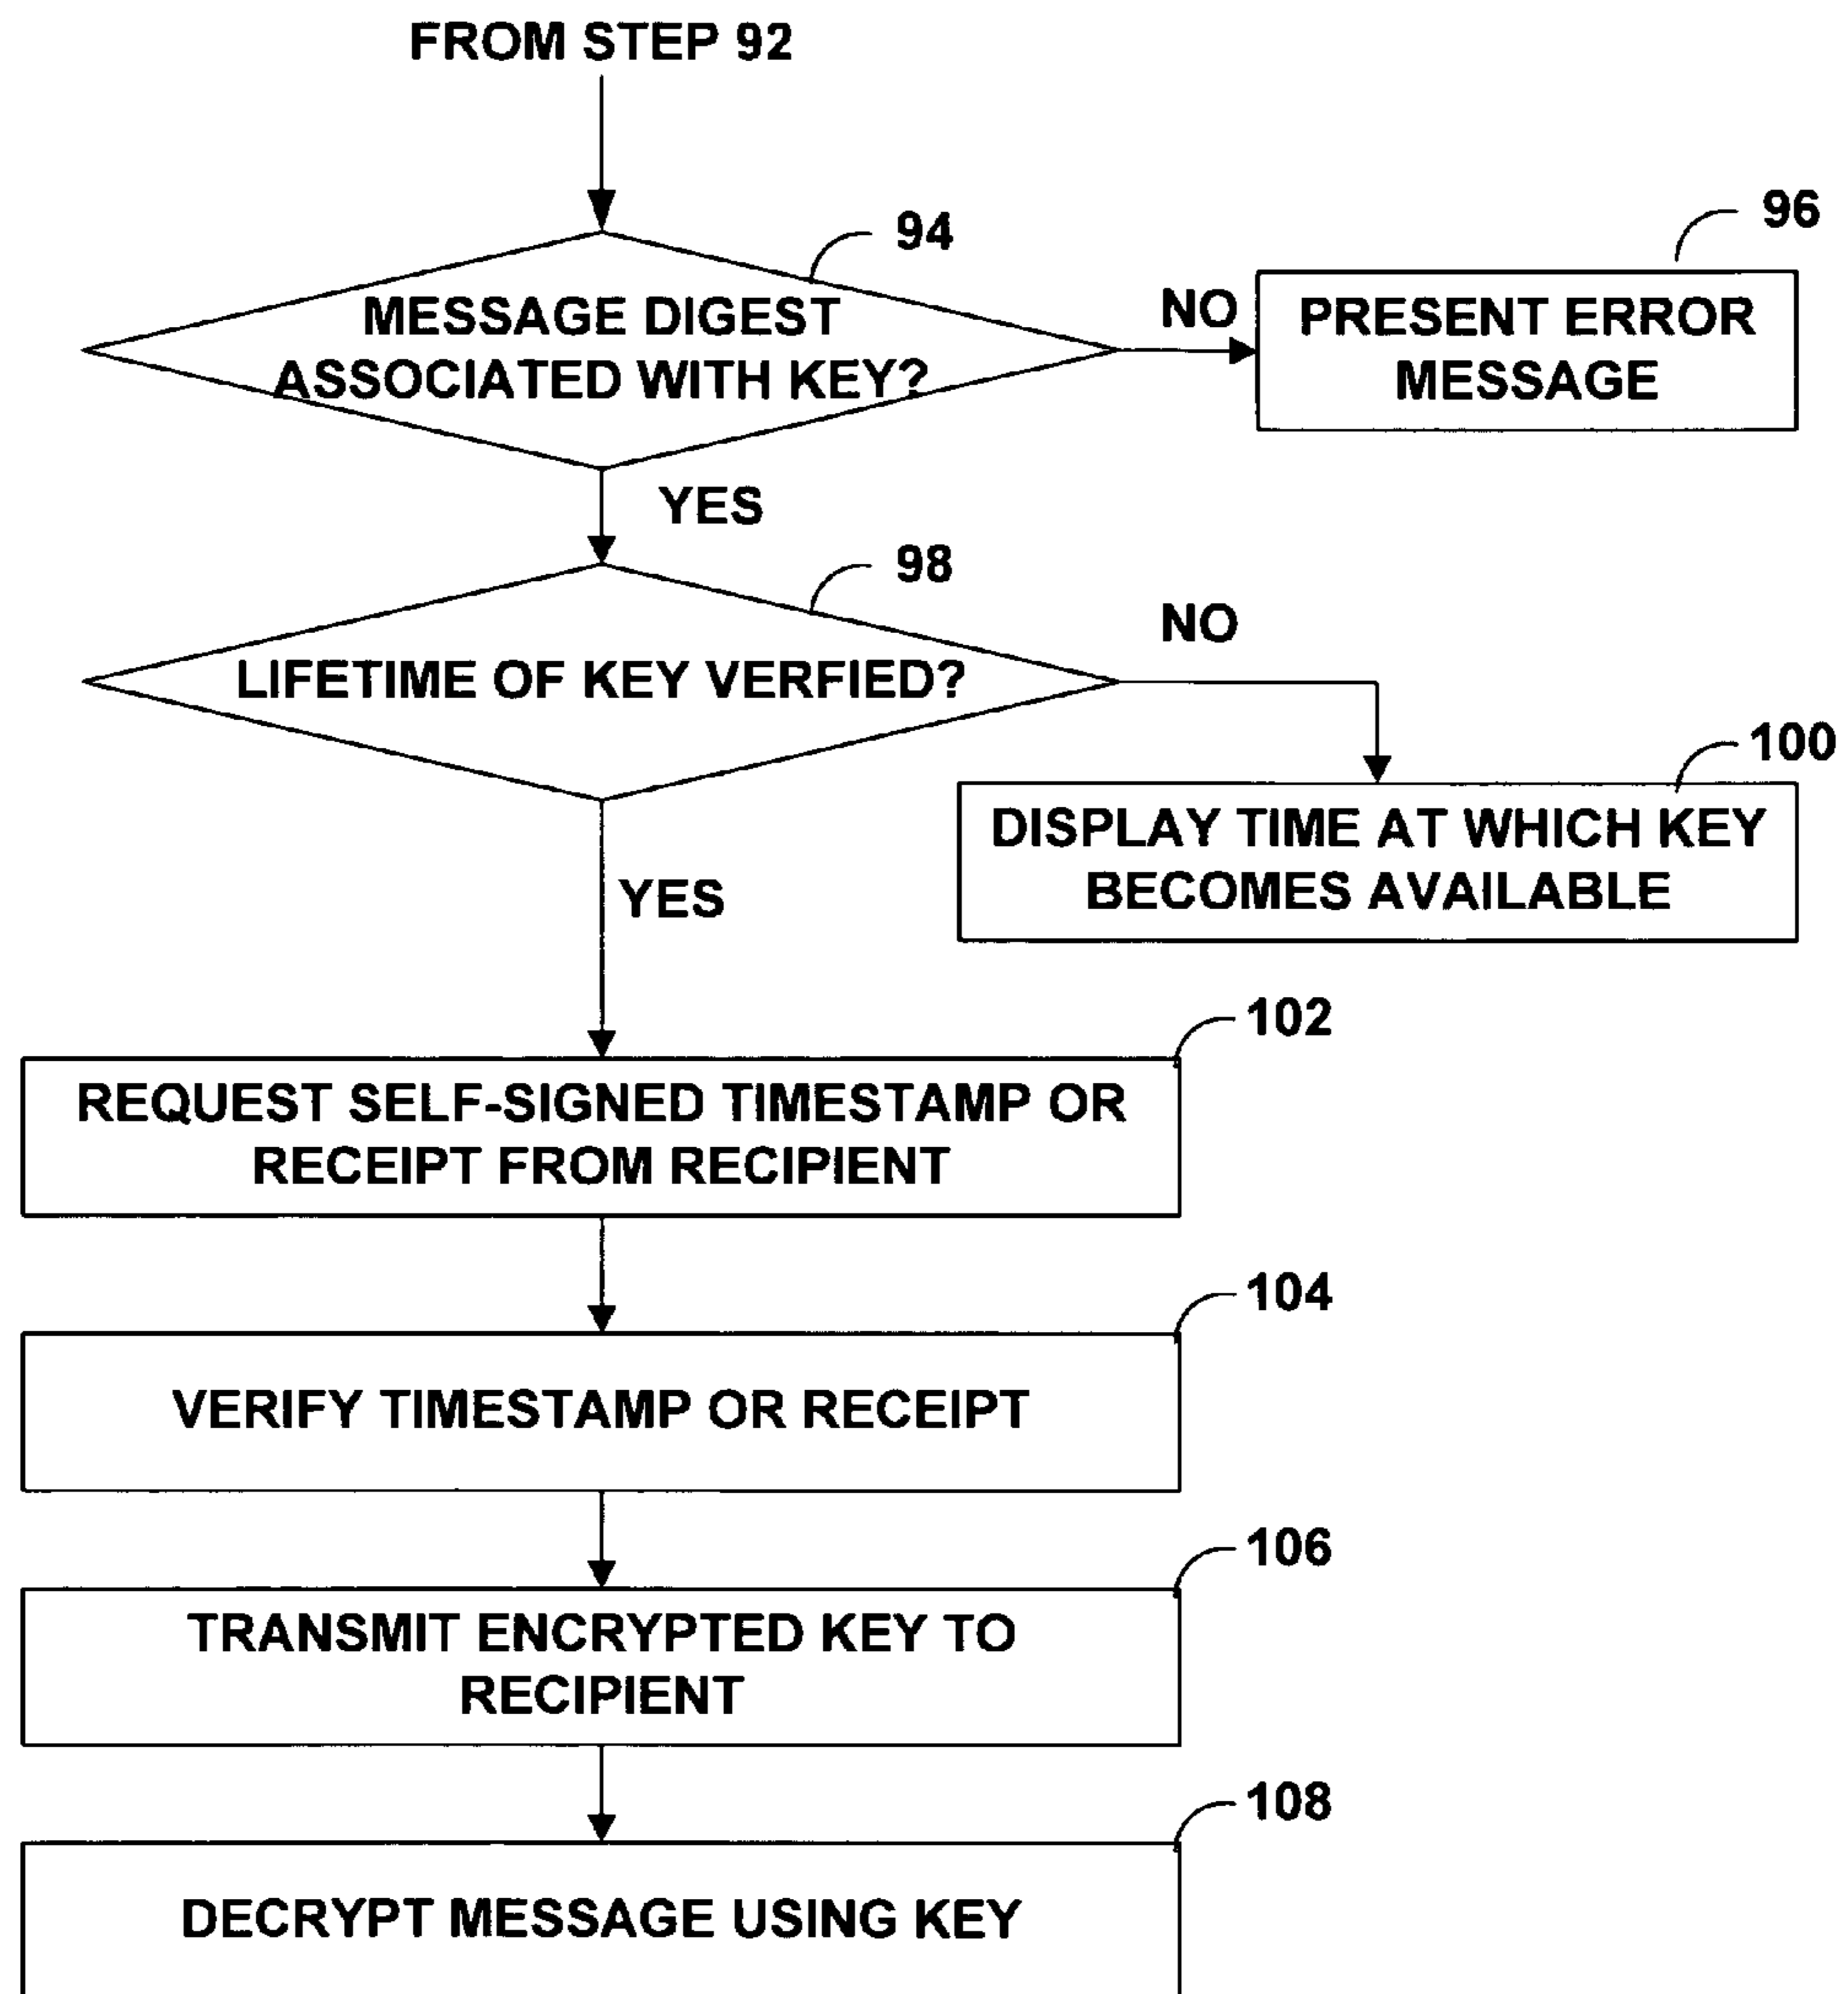 FROM STEP 92
94
MESSAGE DIGEST
ASSOCIATED WITH KEY?
NO
96
PRESENT ERROR
MESSAGE
YES
98
LIFETIME OF KEY VERFIED?
NO
100
DISPLAY TIME AT WHICH KEY
BECOMES AVAILABLE
YES
102
REQUEST SELF-SIGNED TIMESTAMP OR
RECEIPT FROM RECIPIENT
104
VERIFY TIMESTAMP OR RECEIPT
106
TRANSMIT ENCRYPTED KEY TO
RECIPIENT
108
DECRYPT MESSAGE USING KEY